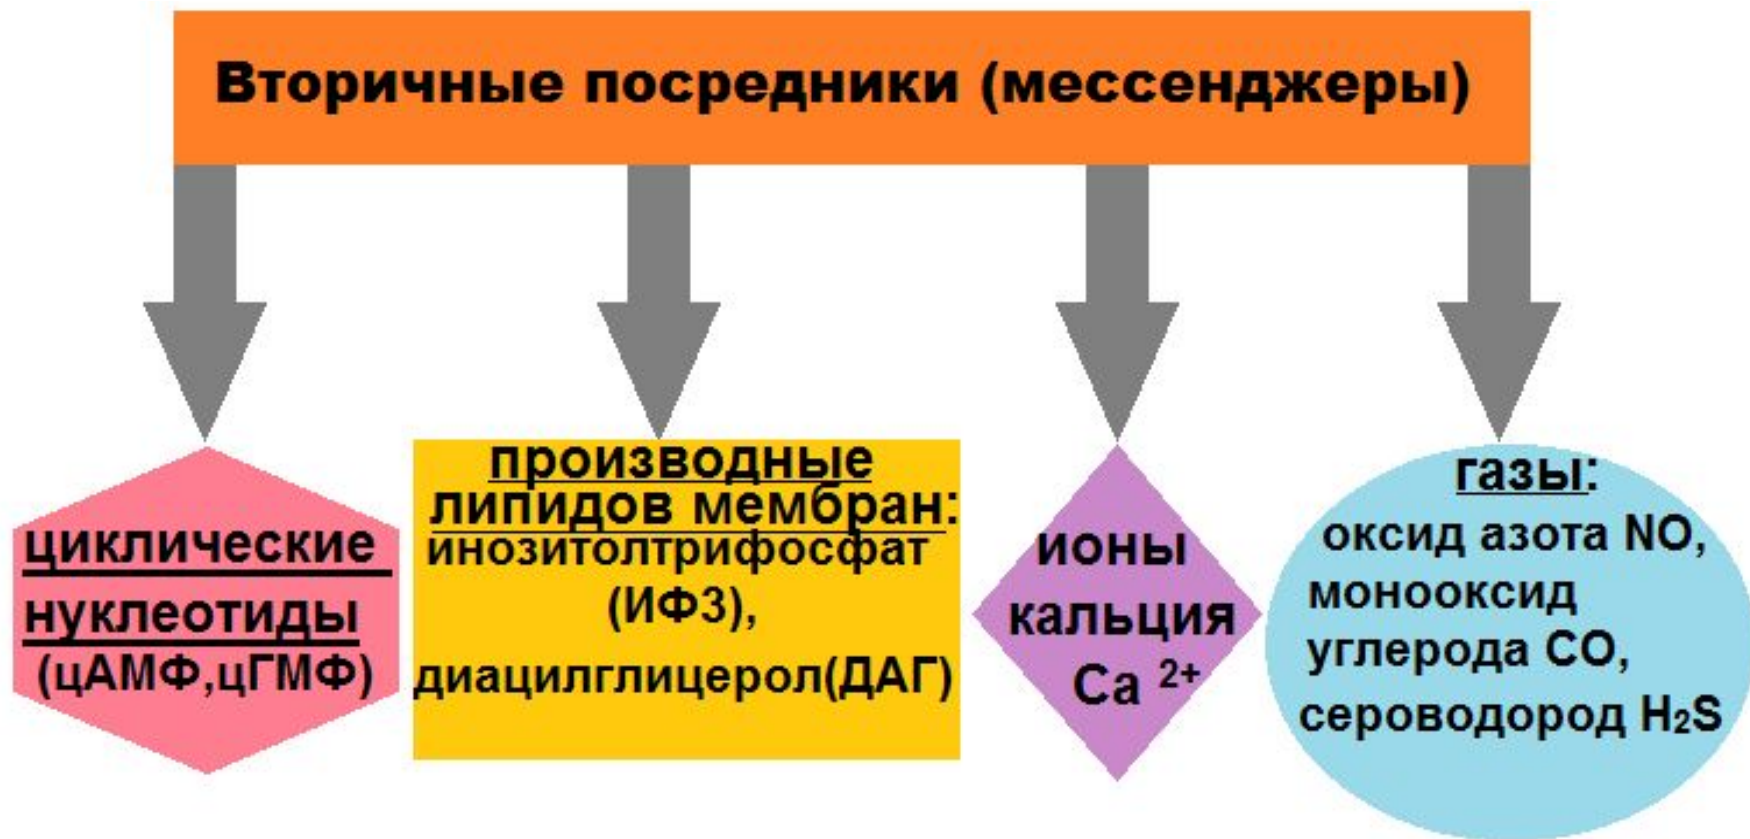 Вторичные посредники (мессенджеры)
циклические
нуклеотиды
(цАМФ,цГМФ)
производные
липидов мембран:
инозитолтрифосфат
(ИФ3),
диацилглицерол(ДАГ)
ионы
кальция
Ca ²⁺
газы:
оксид азота NO,
монооксид
углерода CO,
сероводород H₂S